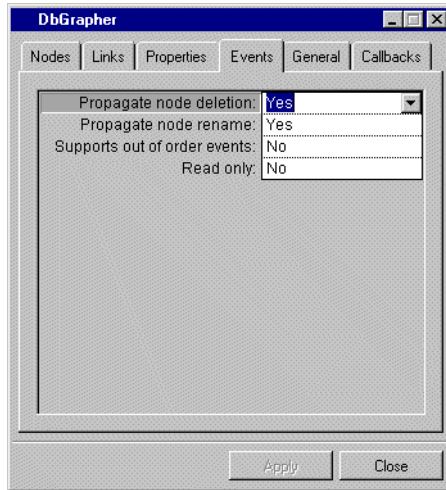 DbGrapher
Nodes Links Properties Events General Callbacks
Propagate node deletion: Yes
Propagate node rename: Yes
Supports out of order events: No
Read only: No
Apply Close